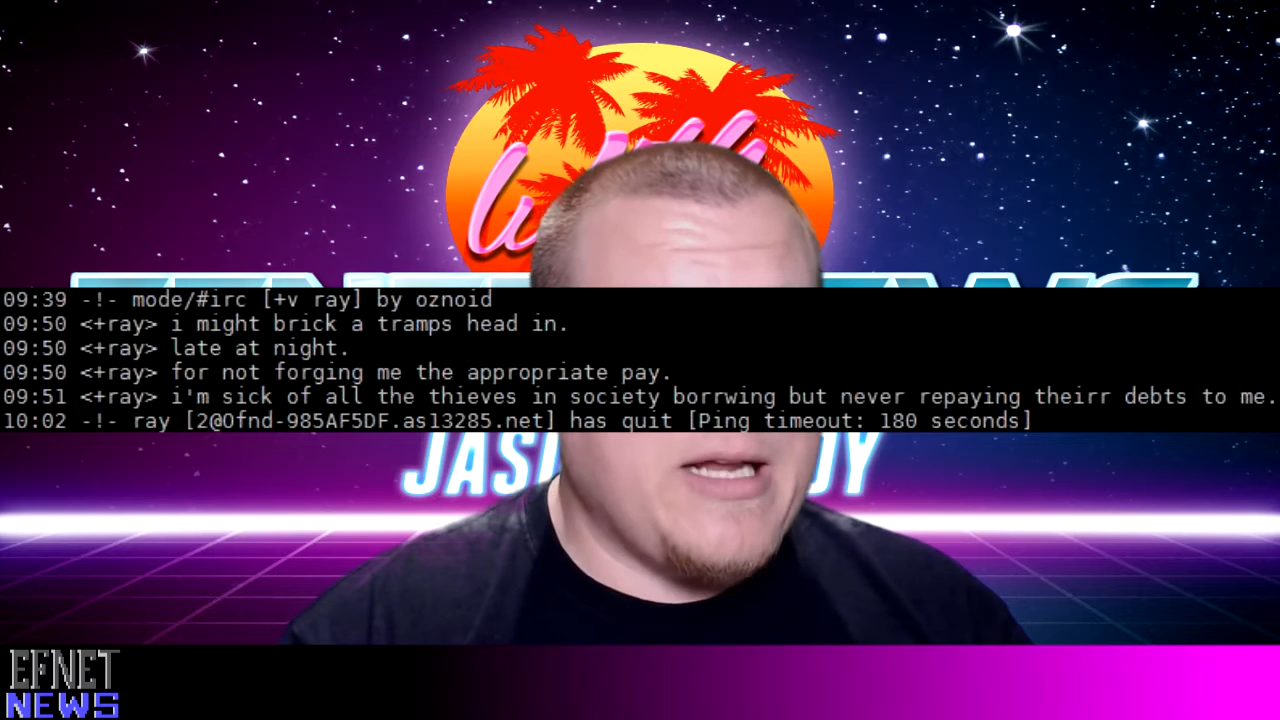 09:39 -!- mode/#irc [+v ray] by oznoid
09:50 <+ray> i might brick a tramps head in.
09:50 <+ray> late at night.
09:50 <+ray> for not forging me the appropriate pay.
09:51 <+ray> i'm sick of all the thieves in society borrwing but never repaying theirr debts to me.
10:02 -!- ray [2@Ofnd-985AF5DF.as13285.net] has quit [Ping timeout: 180 seconds]
EFNET
NEWS